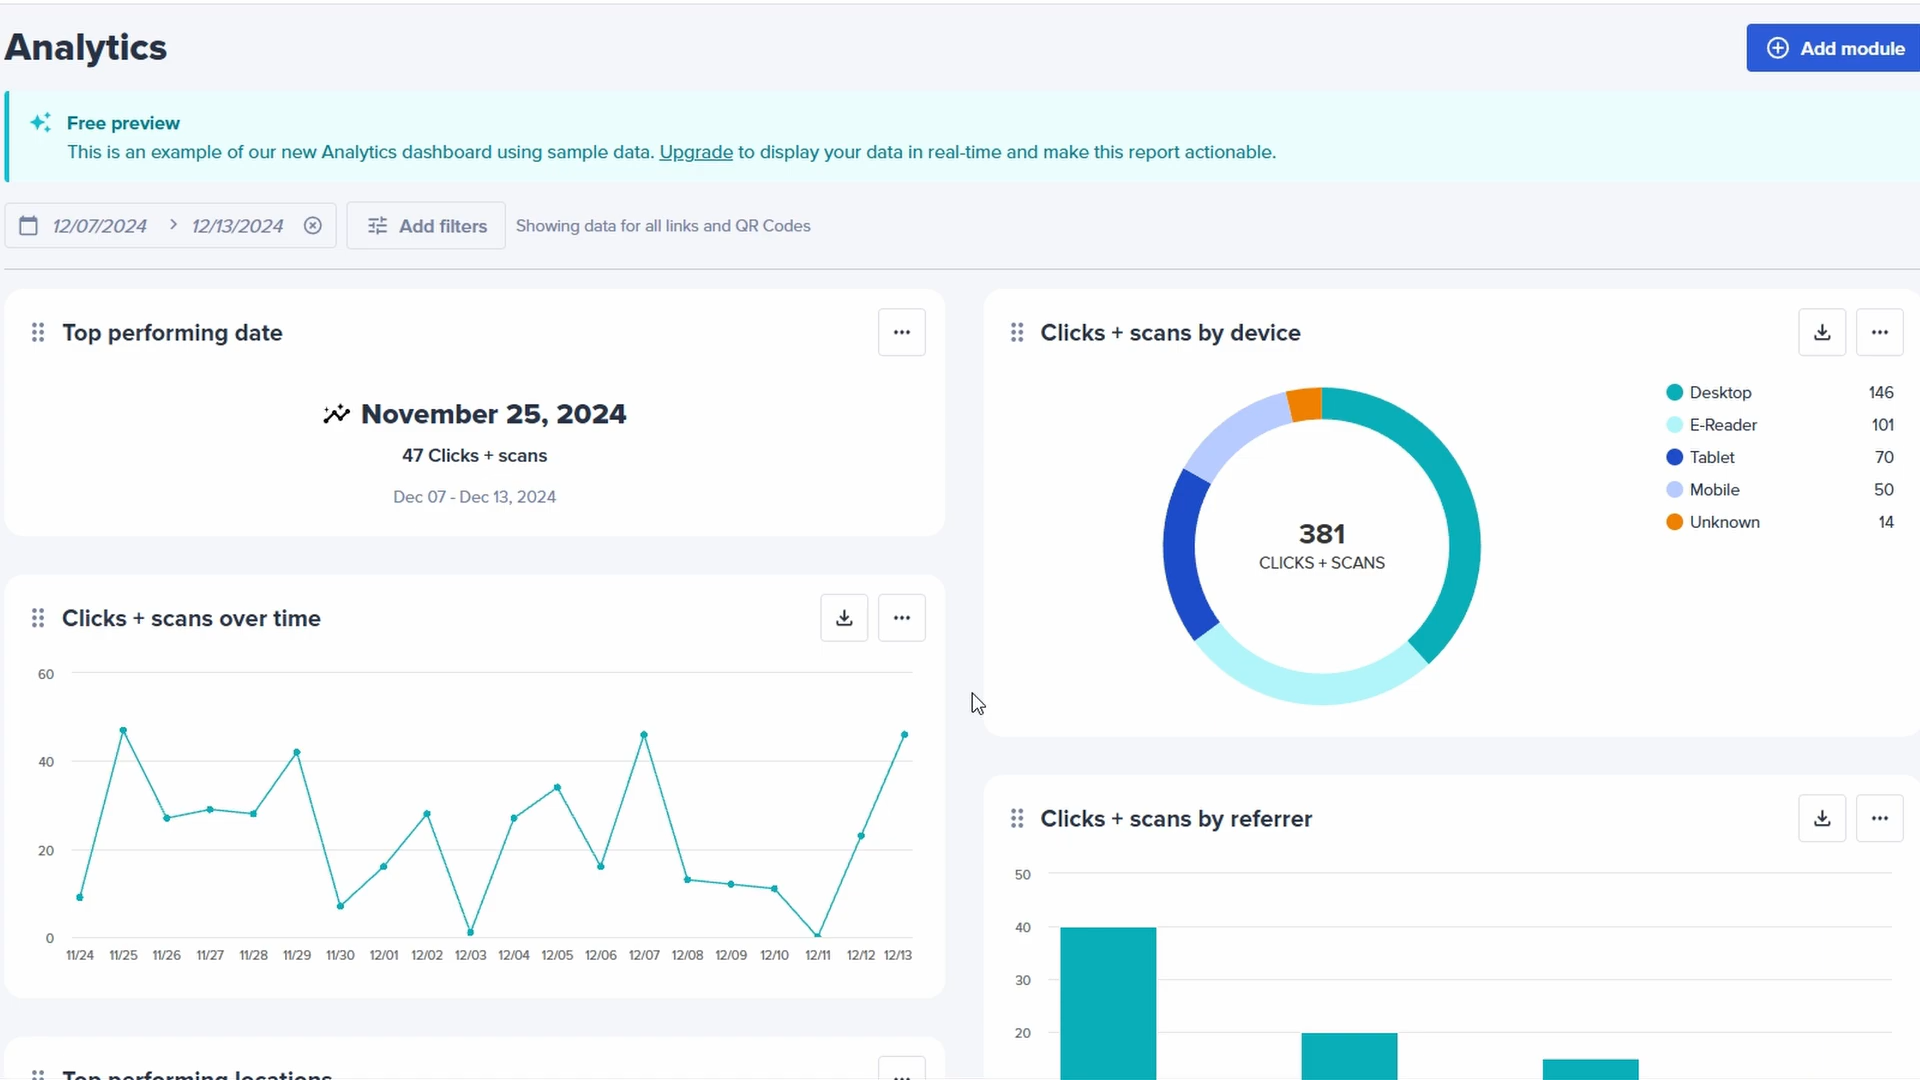 Analytics
Add module
Free preview
This is an example of our new Analytics dashboard using sample data. Upgrade to display your data in real-time and make this report actionable.
12/07/2024 > 12/13/2024
Add filters
Showing data for all links and QR Codes
Top performing date
November 25, 2024
47 Clicks + scans
Dec 07 - Dec 13, 2024
Clicks + scans by device
381
CLICKS + SCANS
Desktop 146
E-Reader 101
Tablet 70
Mobile 50
Unknown 14
Clicks + scans over time
60
40
20
0
11/24 11/25 11/26 11/27 11/28 11/29 11/30 12/01 12/02 12/03 12/04 12/05 12/06 12/07 12/08 12/09 12/10 12/11 12/12 12/13
Clicks + scans by referrer
50
40
30
20
Top performing locations